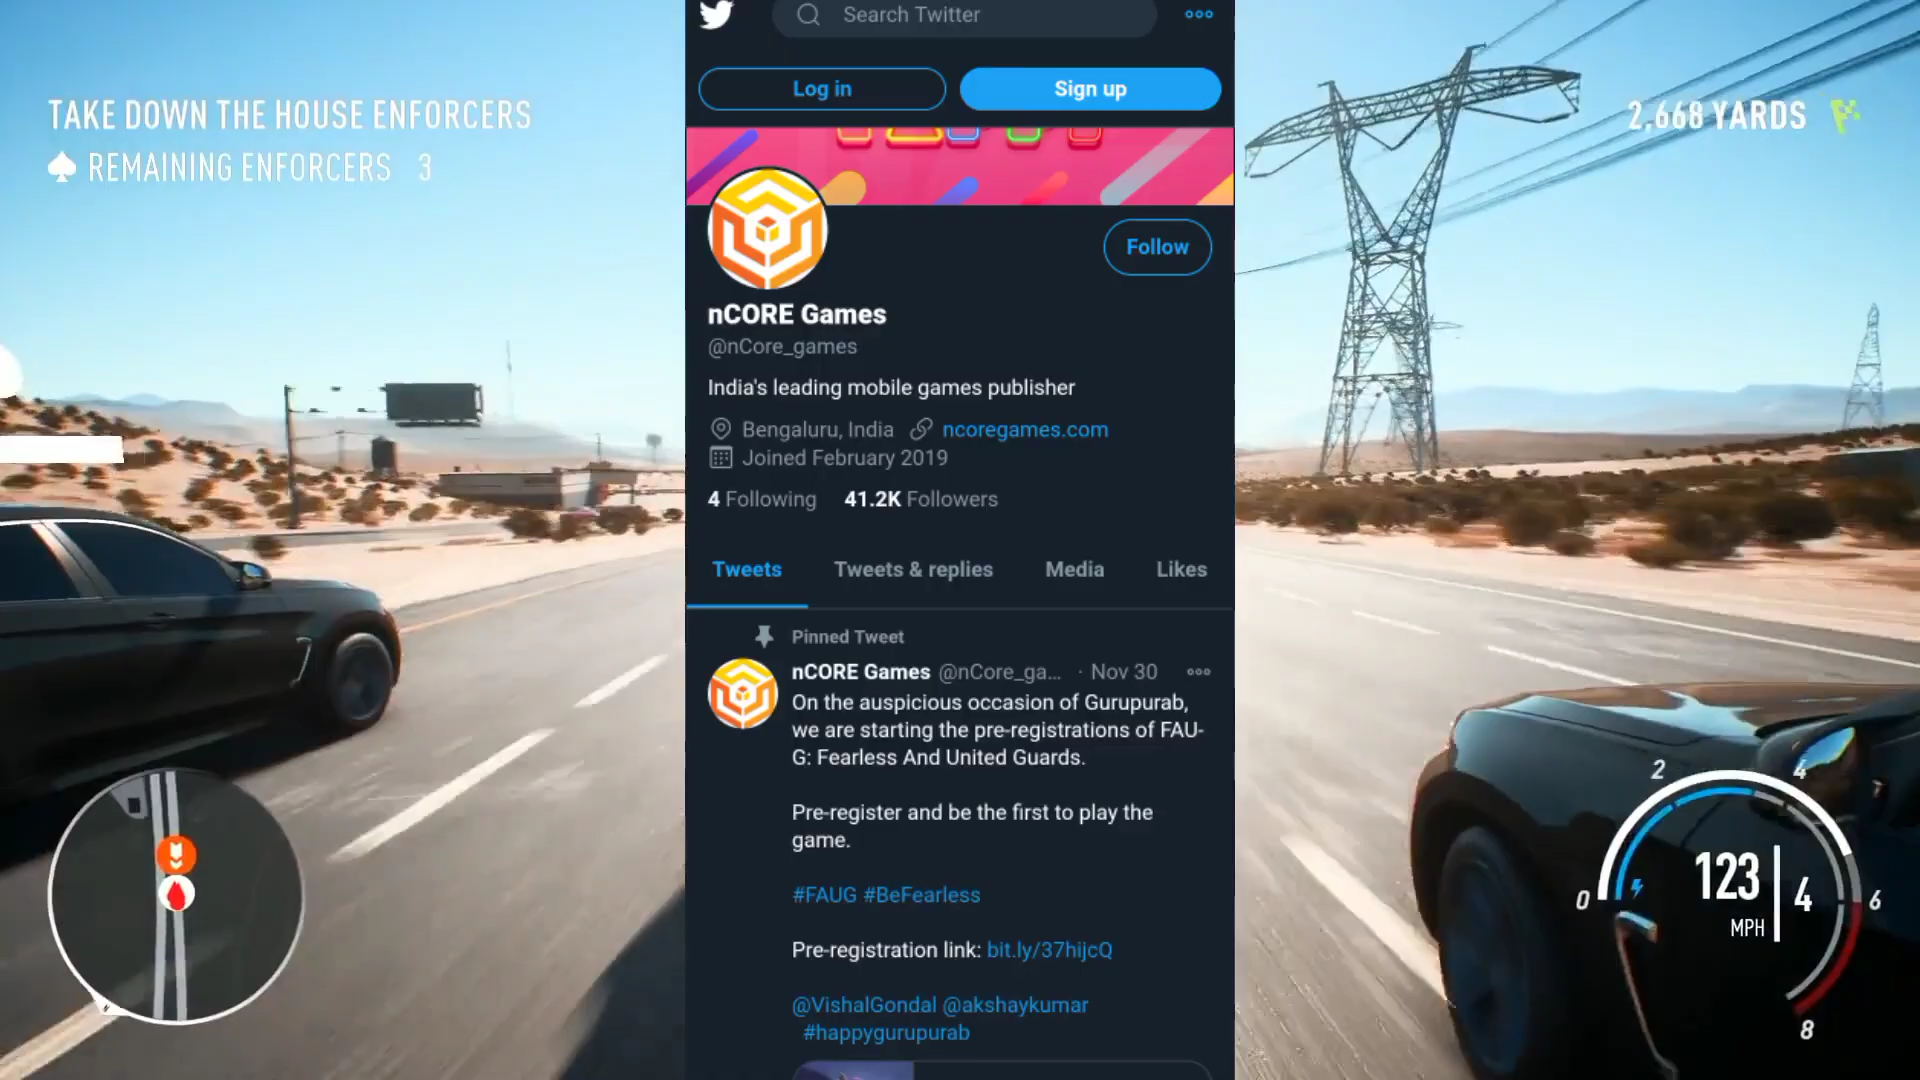 TAKE DOWN THE HOUSE ENFORCERS
REMAINING ENFORCERS 3
Search Twitter
Log in
Sign up
Follow
nCORE Games
@nCore_games
India's leading mobile games publisher
Bengaluru, India ncoregames.com
Joined February 2019
4 Following 41.2K Followers
Tweets Tweets & replies Media Likes
Pinned Tweet
nCORE Games @nCore_ga... · Nov 30
On the auspicious occasion of Gurupurab,
we are starting the pre-registrations of FAU-
G: Fearless And United Guards.
Pre-register and be the first to play the
game.
#FAUG #BeFearless
Pre-registration link: bit.ly/37hijcQ
@VishalGondal @akshaykumar
#happygurupurab
2,668 YARDS
0 2 4 6 8
123
MPH
4